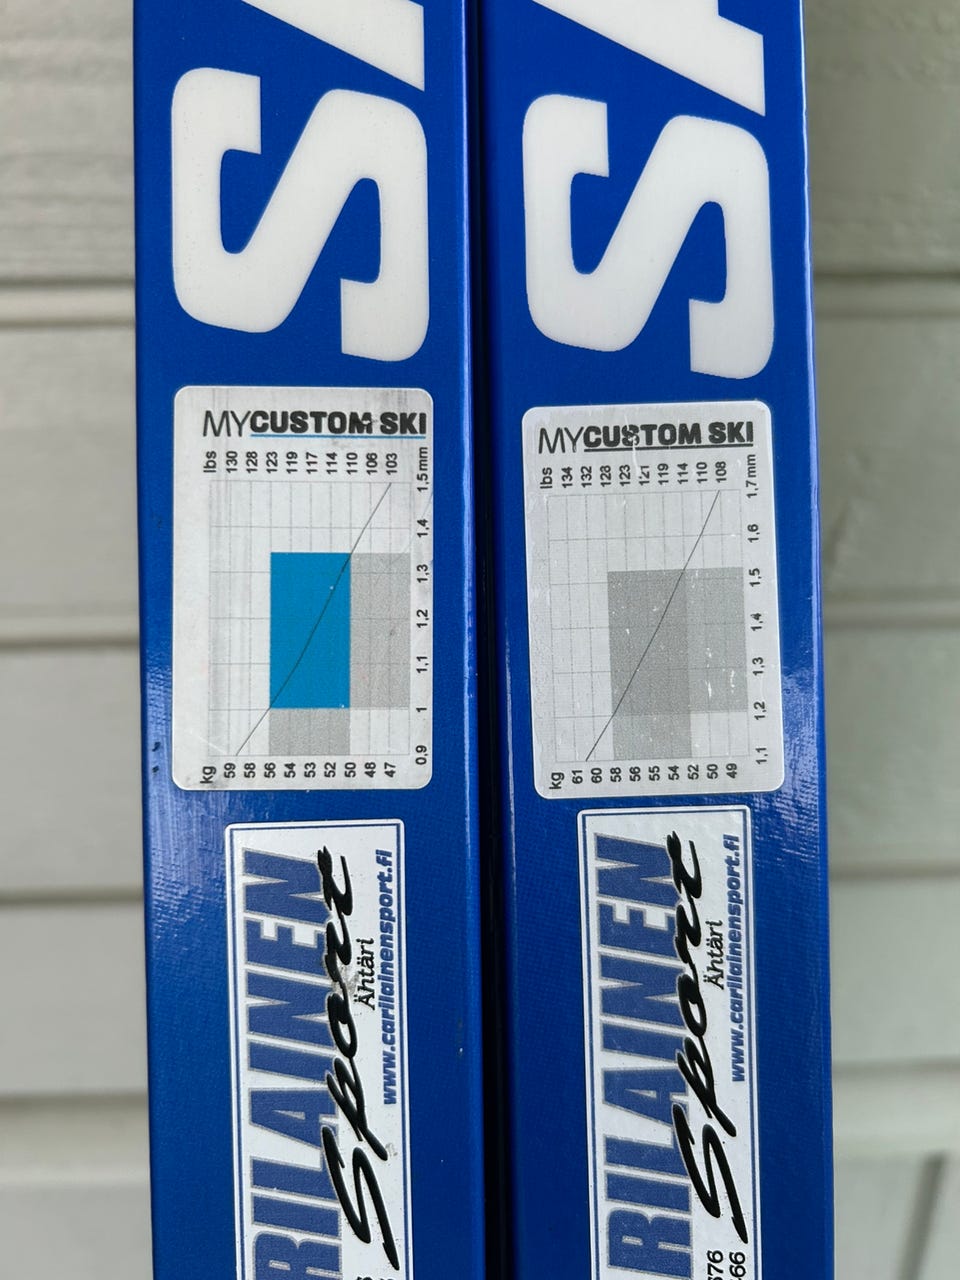 SA
MYCUSTOM SKI
lbs 130 128 123 119 117 114 110 106 103
1,5mm
1,4
1,3
1,2
1,1
1
0,9
kg 59 58 56 54 53 52 50 48 47
RILAINEN
Sport
Ähtäri
www.carilainensport.fi
SA
MYCUSTOM SKI
lbs 134 132 128 123 121 119 114 110 108
1,7mm
1,6
1,5
1,4
1,3
1,2
1,1
kg 61 60 58 56 55 54 52 50 49
RILAINEN
Sport
Ähtäri
www.carilainensport.fi
576
66